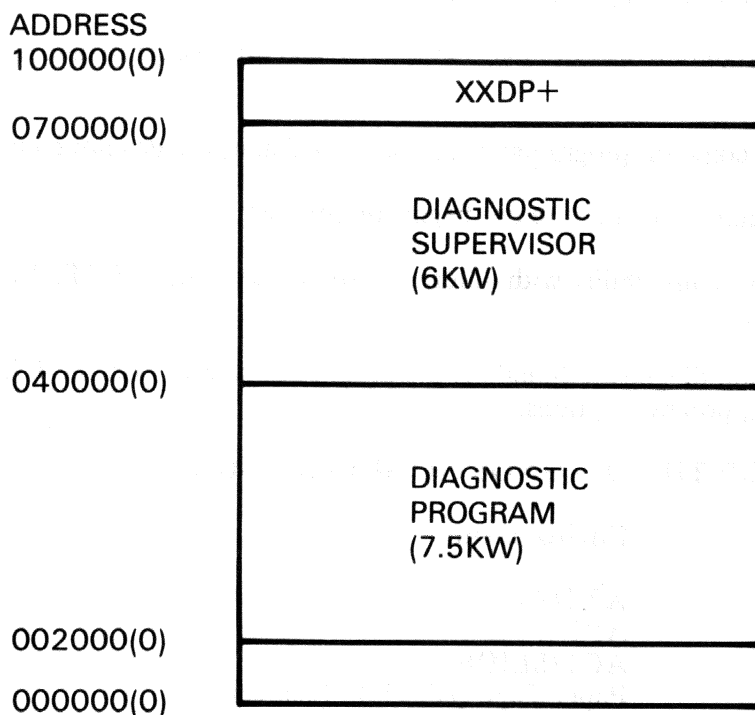 ADDRESS
100000(0)
XXDP+
070000(0)
DIAGNOSTIC
SUPERVISOR
(6KW)
040000(0)
DIAGNOSTIC
PROGRAM
(7.5KW)
002000(0)
000000(0)